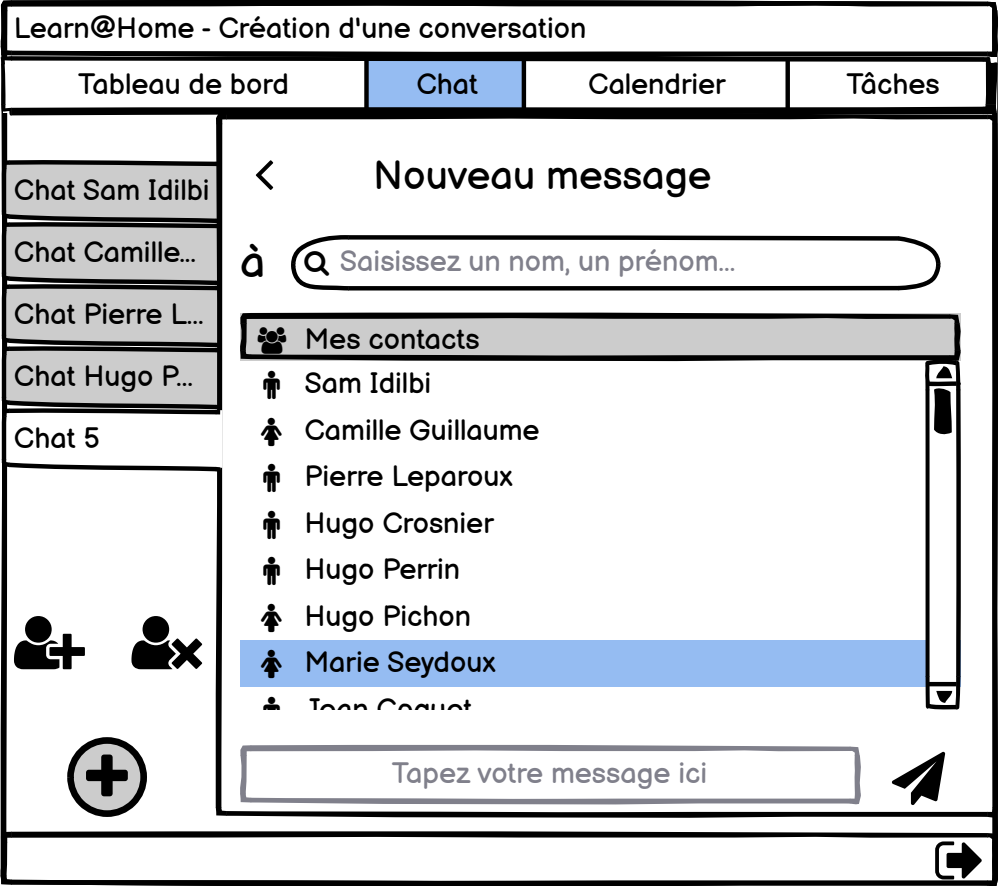 Learn@Home - Création d'une conversation
Tableau de bord
Chat
Calendrier
Tâches
Chat Sam Idilbi
Chat Camille...
Chat Pierre L...
Chat Hugo P...
Chat 5
Nouveau message
à
Saisissez un nom, un prénom...
Mes contacts
Sam Idilbi
Camille Guillaume
Pierre Leparoux
Hugo Crosnier
Hugo Perrin
Hugo Pichon
Marie Seydoux
Tapez votre message ici